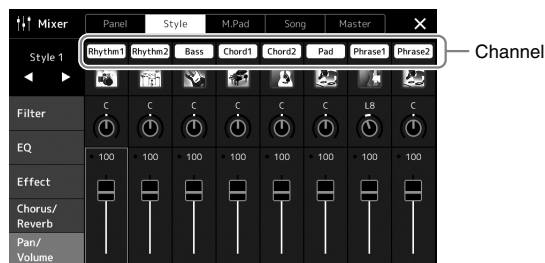 Mixer Panel Style M.Pad Song Master ×
Style 1 Rhythm1 Rhythm2 Bass Chord1 Chord2 Pad Phrase1 Phrase2 Channel
Filter C C C C C C L8 C
EQ 100 100 100 100 100 100 100 100
Effect
Chorus/
Reverb
Pan/
Volume